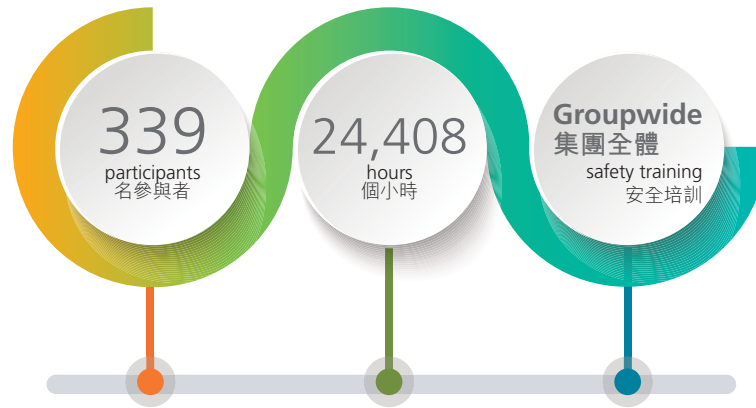 339
participants
名參與者
24,408
hours
個小時
Groupwide
集團全體
safety training
安全培訓